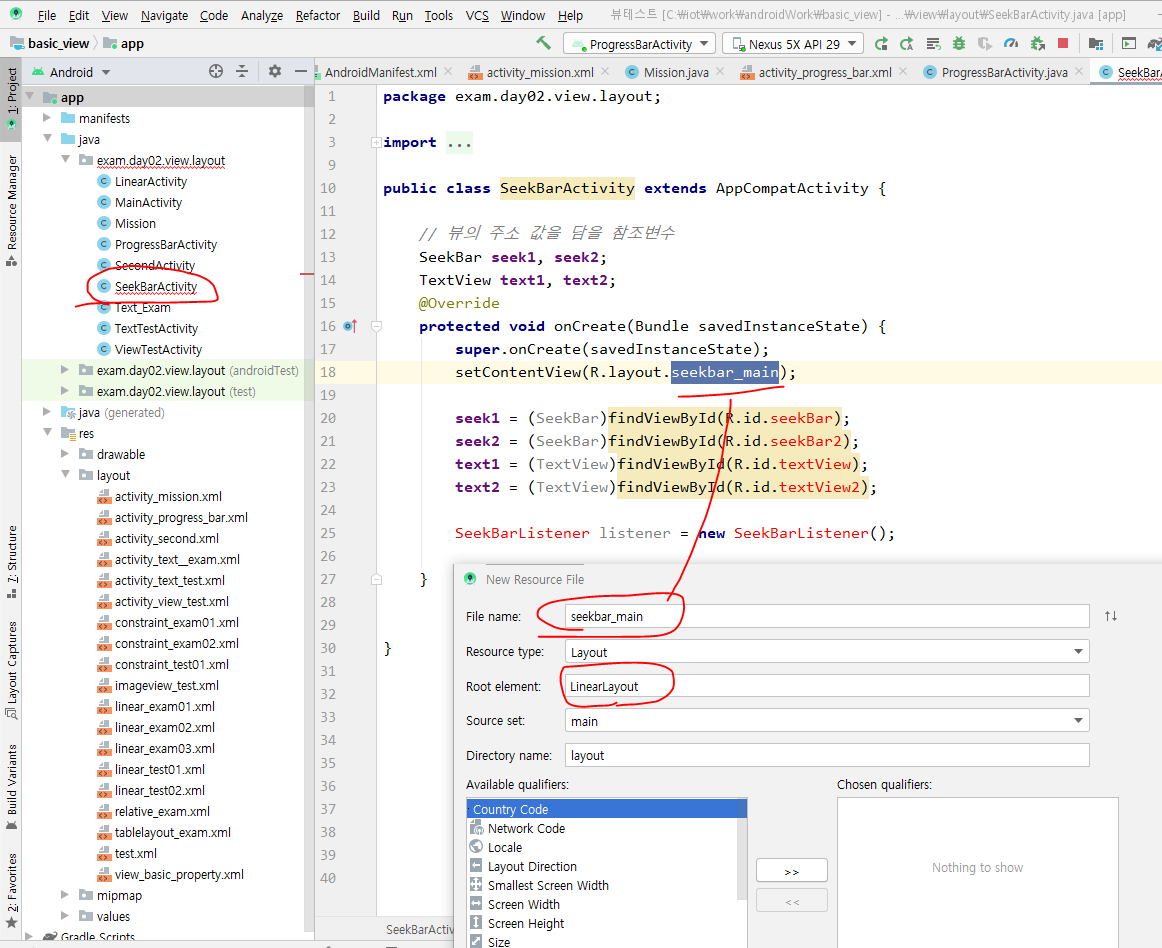 File Edit View Navigate Code Analyze Refactor Build Run Tools VCS Window Help 뷰테스트 [C:₩iot₩work₩androidWork₩basic_view] - ...₩view₩layout₩SeekBarActivity.java [app]
basic_view app ProgressBarActivity Nexus 5X API 29
Android AndroidManifest.xml activity_mission.xml Mission.java activity_progress_bar.xml ProgressBarActivity.java SeekBar
1: Project
Resource Manager
7: Structure
Layout Captures
Build Variants
2: Favorites
app
manifests
java
exam.day02.view.layout
LinearActivity
MainActivity
Mission
ProgressBarActivity
SecondActivity
SeekBarActivity
Text_Exam
TextTestActivity
ViewTestActivity
exam.day02.view.layout (androidTest)
exam.day02.view.layout (test)
java (generated)
res
drawable
layout
activity_mission.xml
activity_progress_bar.xml
activity_second.xml
activity_text__exam.xml
activity_text_test.xml
activity_view_test.xml
constraint_exam01.xml
constraint_exam02.xml
constraint_test01.xml
imageview_test.xml
linear_exam01.xml
linear_exam02.xml
linear_exam03.xml
linear_test01.xml
linear_test02.xml
relative_exam.xml
tablelayout_exam.xml
test.xml
view_basic_property.xml
mipmap
values
Gradle Scripts
1 package exam.day02.view.layout;
2
3 import ...
9
10 public class SeekBarActivity extends AppCompatActivity {
11
12 // 뷰의 주소 값을 담을 참조변수
13 SeekBar seek1, seek2;
14 TextView text1, text2;
15 @Override
16 protected void onCreate(Bundle savedInstanceState) {
17 super.onCreate(savedInstanceState);
18 setContentView(R.layout.seekbar_main);
19
20 seek1 = (SeekBar)findViewById(R.id.seekBar);
21 seek2 = (SeekBar)findViewById(R.id.seekBar2);
22 text1 = (TextView)findViewById(R.id.textView);
23 text2 = (TextView)findViewById(R.id.textView2);
24
25 SeekBarListener listener = new SeekBarListener();
26
27 }
28
29
30 }
31
32
33
34
35
36
37
38
39
40
SeekBarActiv
New Resource File
File name: seekbar_main
Resource type: Layout
Root element: LinearLayout
Source set: main
Directory name: layout
Available qualifiers: Chosen qualifiers:
Country Code
Network Code
Locale
Layout Direction
Smallest Screen Width
Screen Width
Screen Height
Size
>>
<<
Nothing to show